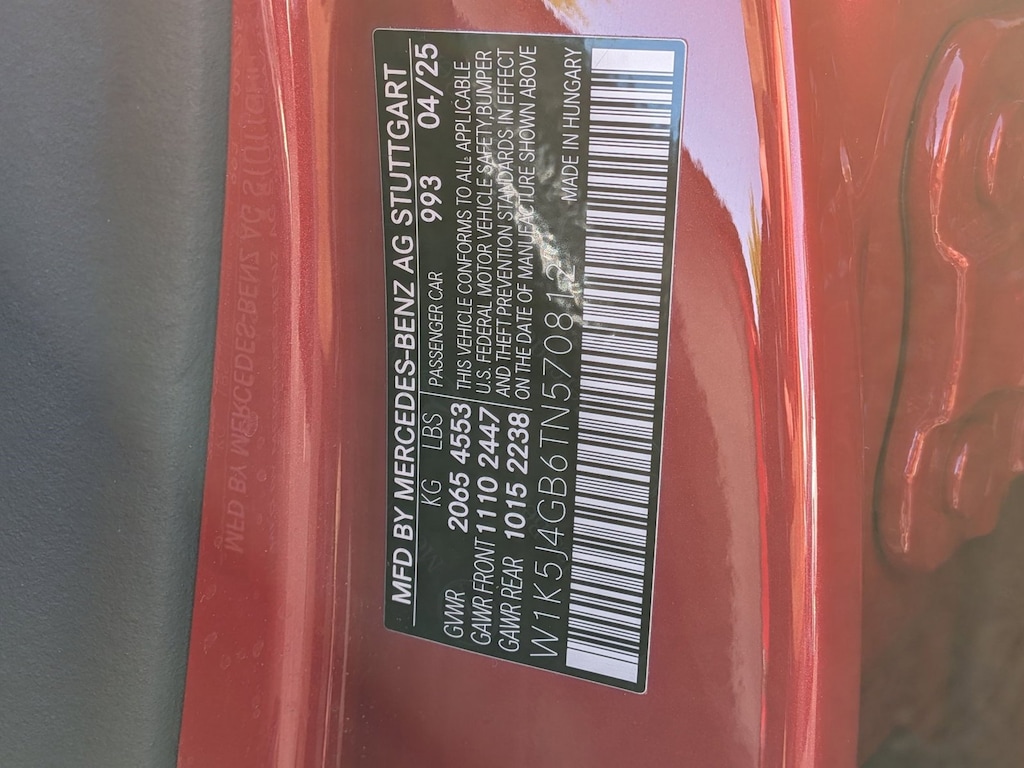 MFD BY MERCEDES-BENZ AG STUTTGART
KG LBS PASSENGER CAR 993 04/25
GVWR 2065 4553 THIS VEHICLE CONFORMS TO ALL APPLICABLE
GAWR FRONT 1110 2447 U.S. FEDERAL MOTOR VEHICLE SAFETY, BUMPER
GAWR REAR 1015 2238 AND THEFT PREVENTION STANDARDS IN EFFECT
ON THE DATE OF MANUFACTURE SHOWN ABOVE
W1K5J4GB6TN570812 MADE IN HUNGARY